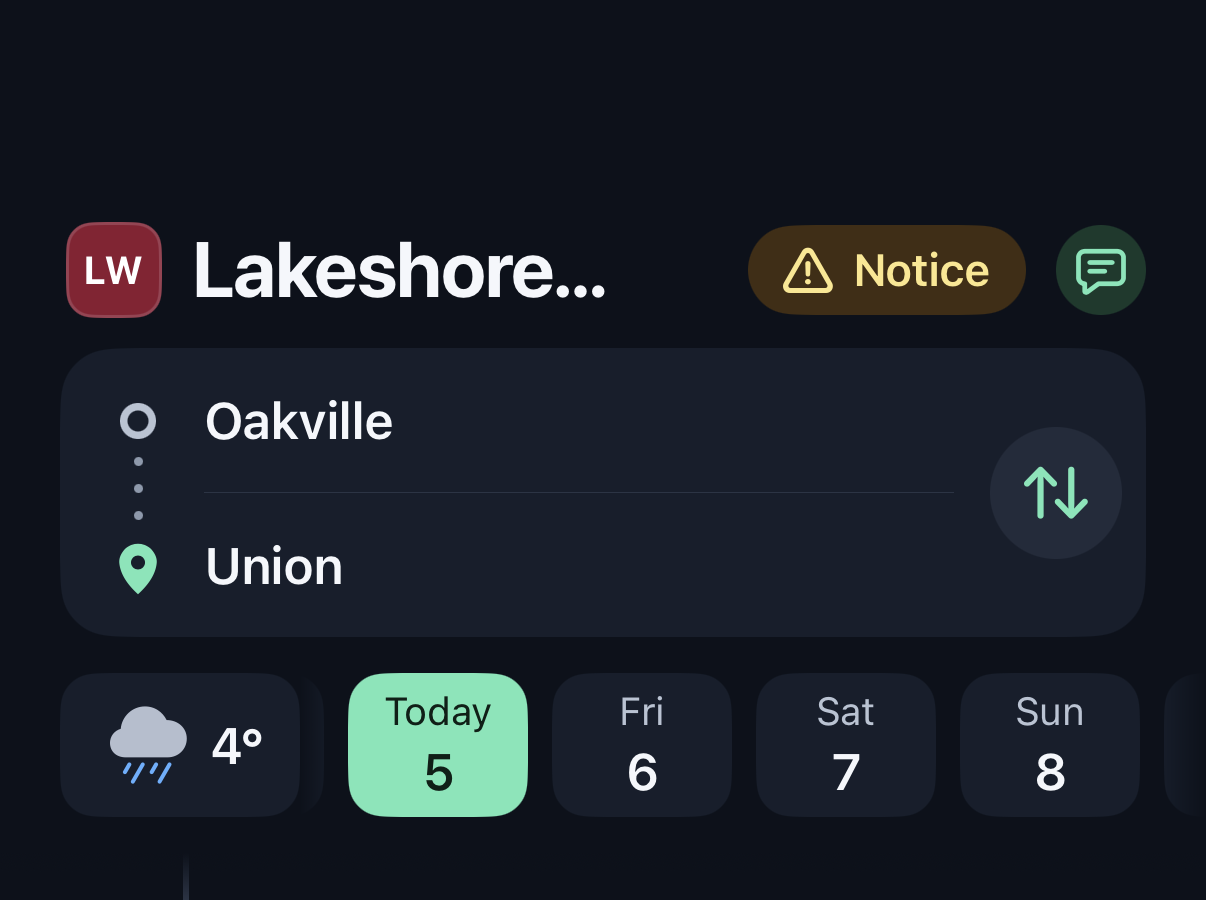 LW
Lakeshore...
Notice
Oakville
Union
4°
Today
5
Fri
6
Sat
7
Sun
8